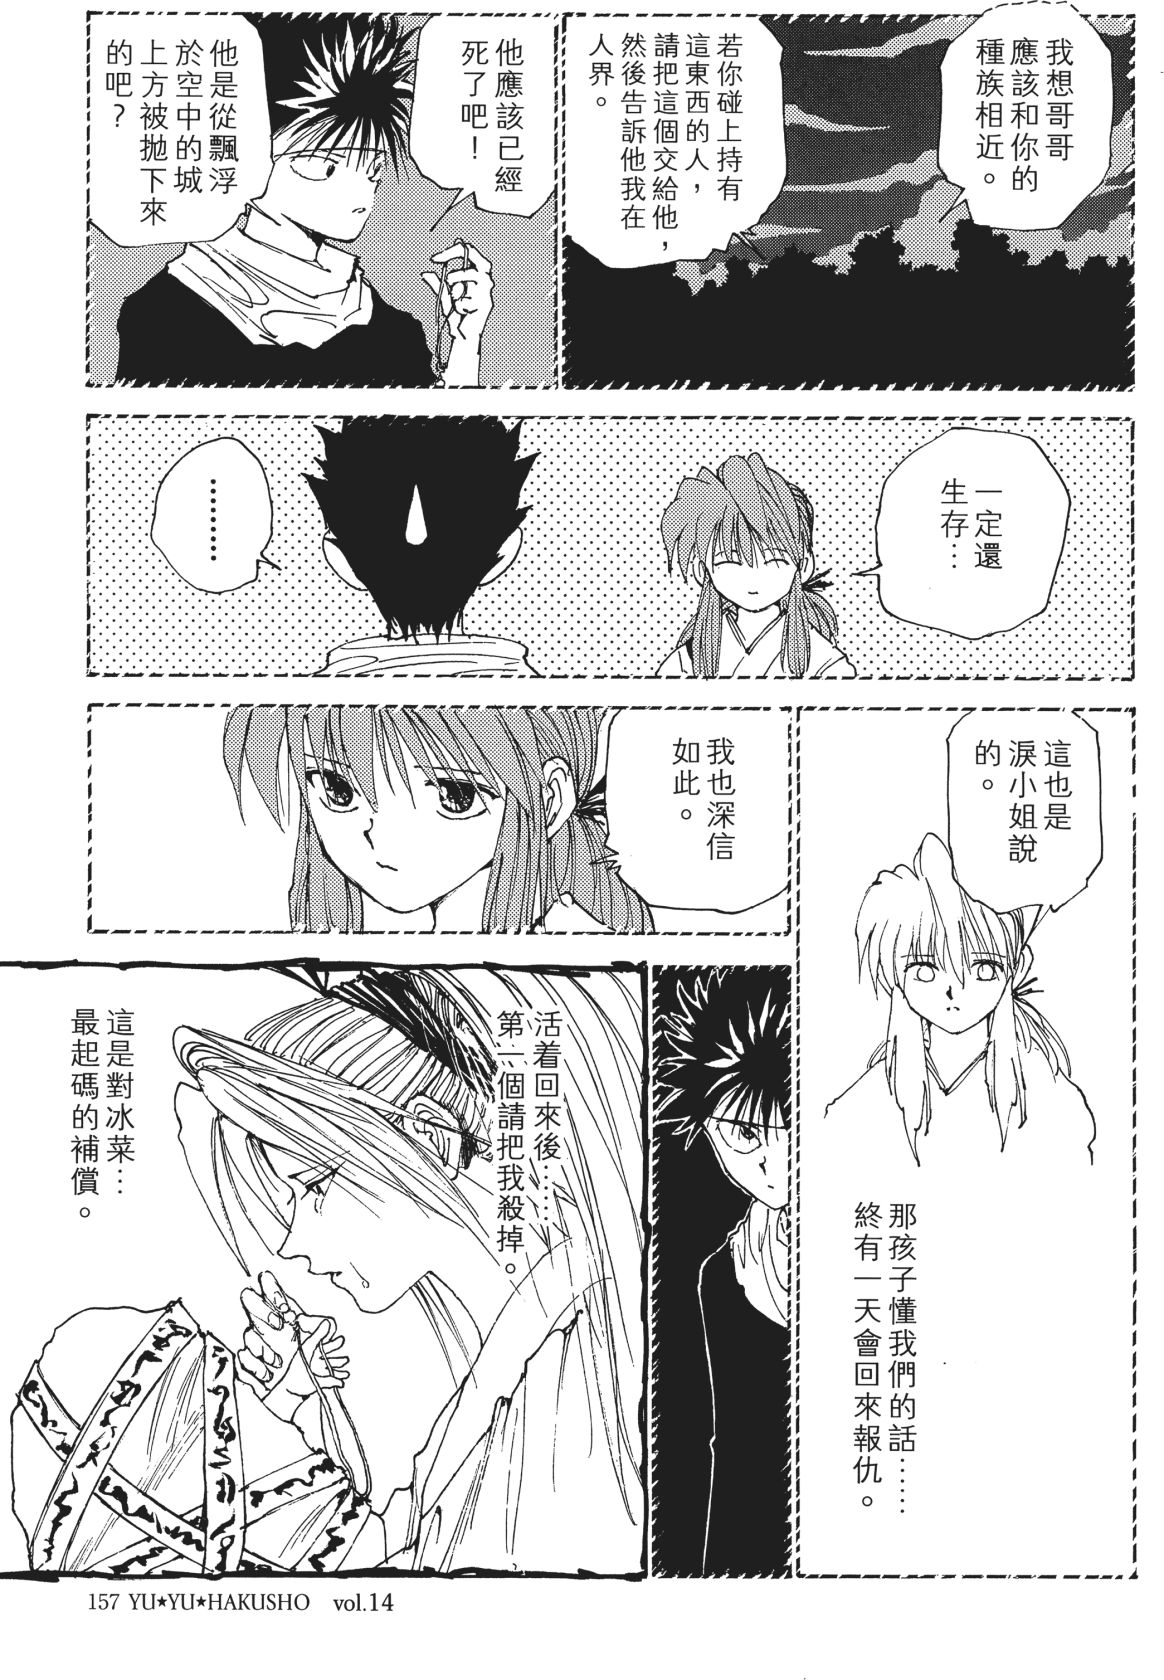 我想哥哥
應該和你的
種族相近。
若你碰上持有
這東西的人，
請把這個交給他，
然後告訴他我在
人界。
他應該已經
死了吧！
他是從飄浮
於空中的城
上方被拋下來
的吧？
一定還
生存…
………
這也是
淚小姐說
的。
那孩子懂我們的話……
終有一天會回來報仇。
我也深信
如此。
活着回來後……
第一個請把我殺掉。
這是對冰菜…
最起碼的補償。
157 YU★YU★HAKUSHO vol.14